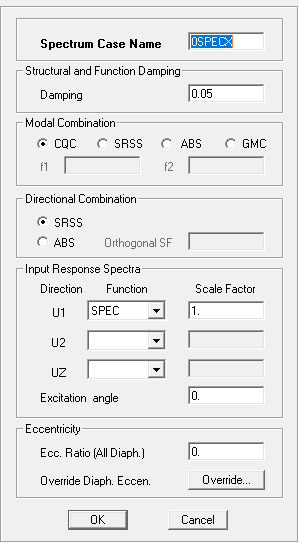 Spectrum Case Name 0SPECX
Structural and Function Damping
Damping 0.05
Modal Combination
CQC SRSS ABS GMC
f1 f2
Directional Combination
SRSS
ABS Orthogonal SF
Input Response Spectra
Direction Function Scale Factor
U1 SPEC 1.
U2
UZ
Excitation angle 0.
Eccentricity
Ecc. Ratio (All Diaph.) 0.
Override Diaph. Eccen. Override...
OK Cancel